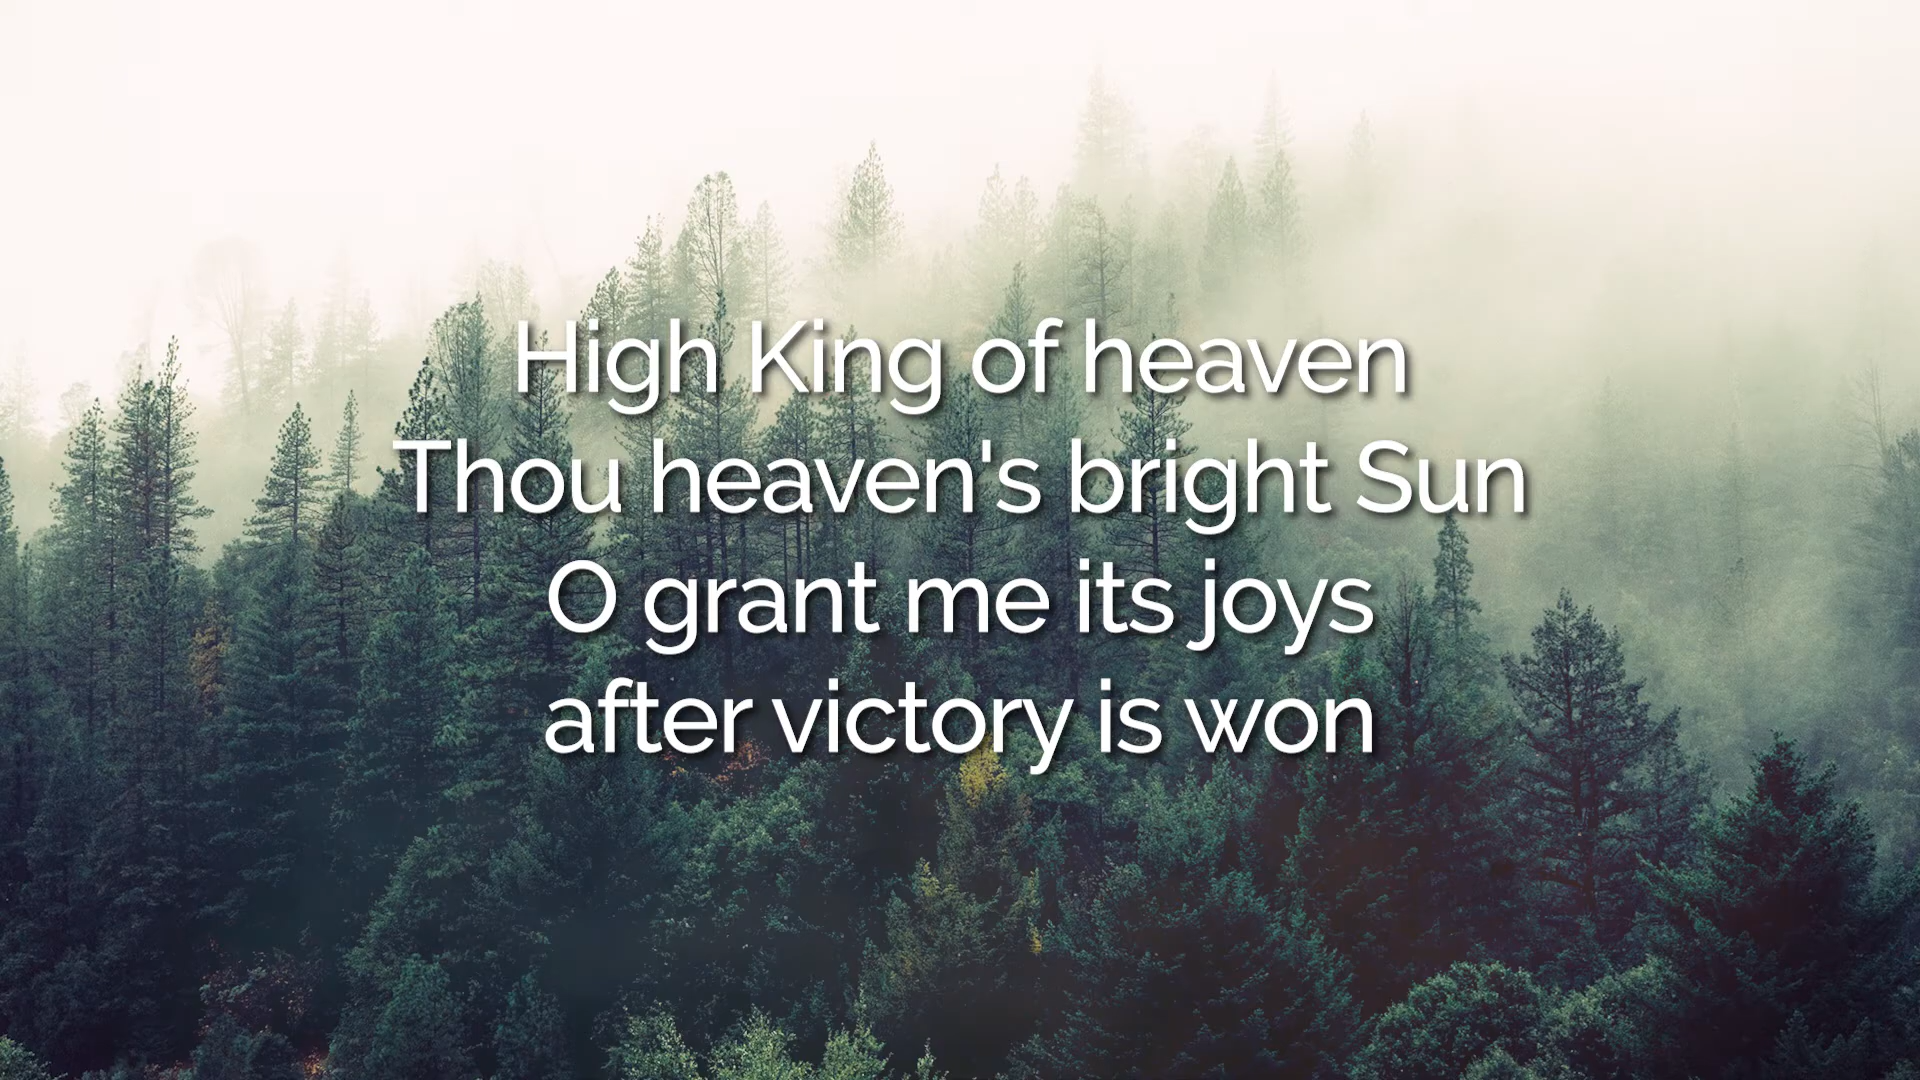 High King of heaven
Thou heaven's bright Sun
O grant me its joys
after victory is won